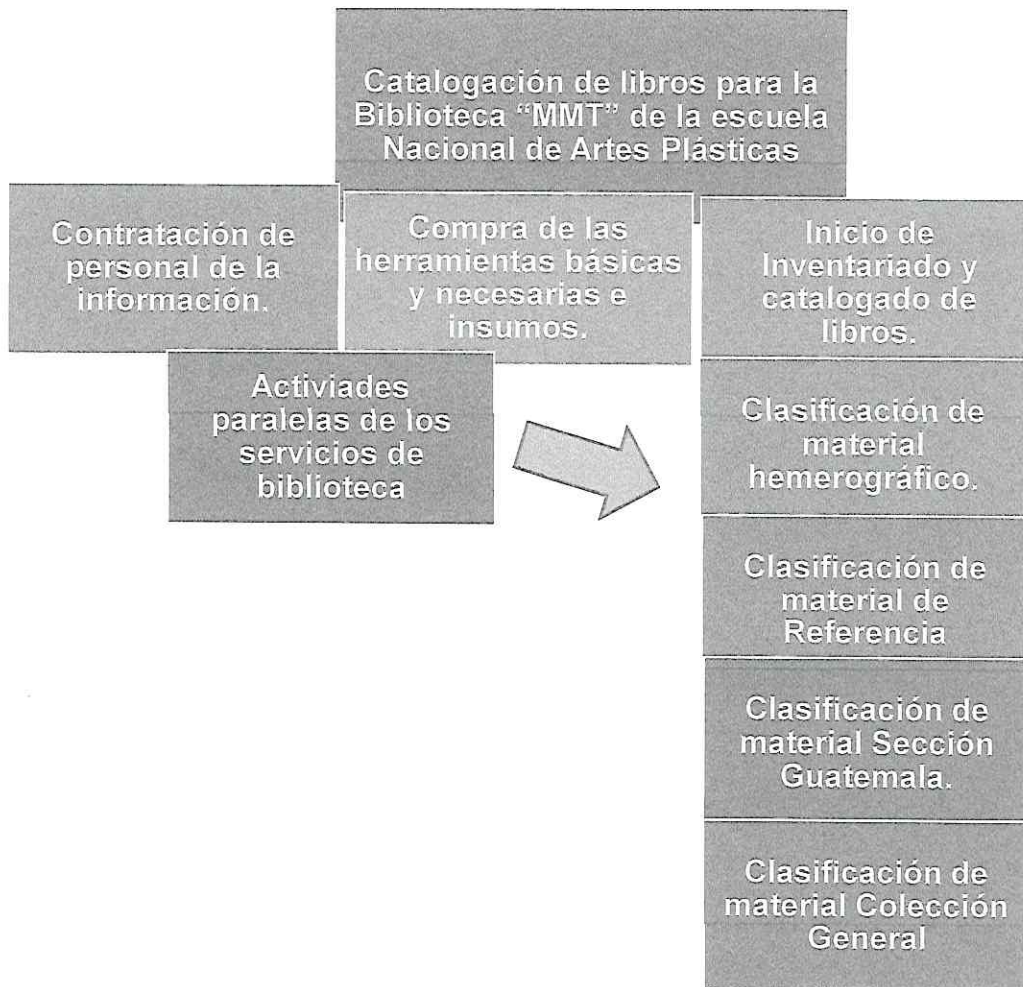 Catalogación de libros para la
Biblioteca “MMT” de la escuela
Nacional de Artes Plásticas
Contratación de
personal de la
información.
Compra de las
herramientas básicas
y necesarias e
insumos.
Inicio de
Inventariado y
catalogado de
libros.
Activiades
paralelas de los
servicios de
biblioteca
Clasificación de
material
hemerográfico.
Clasificación de
material de
Referencia
Clasificación de
material Sección
Guatemala.
Clasificación de
material Colección
General